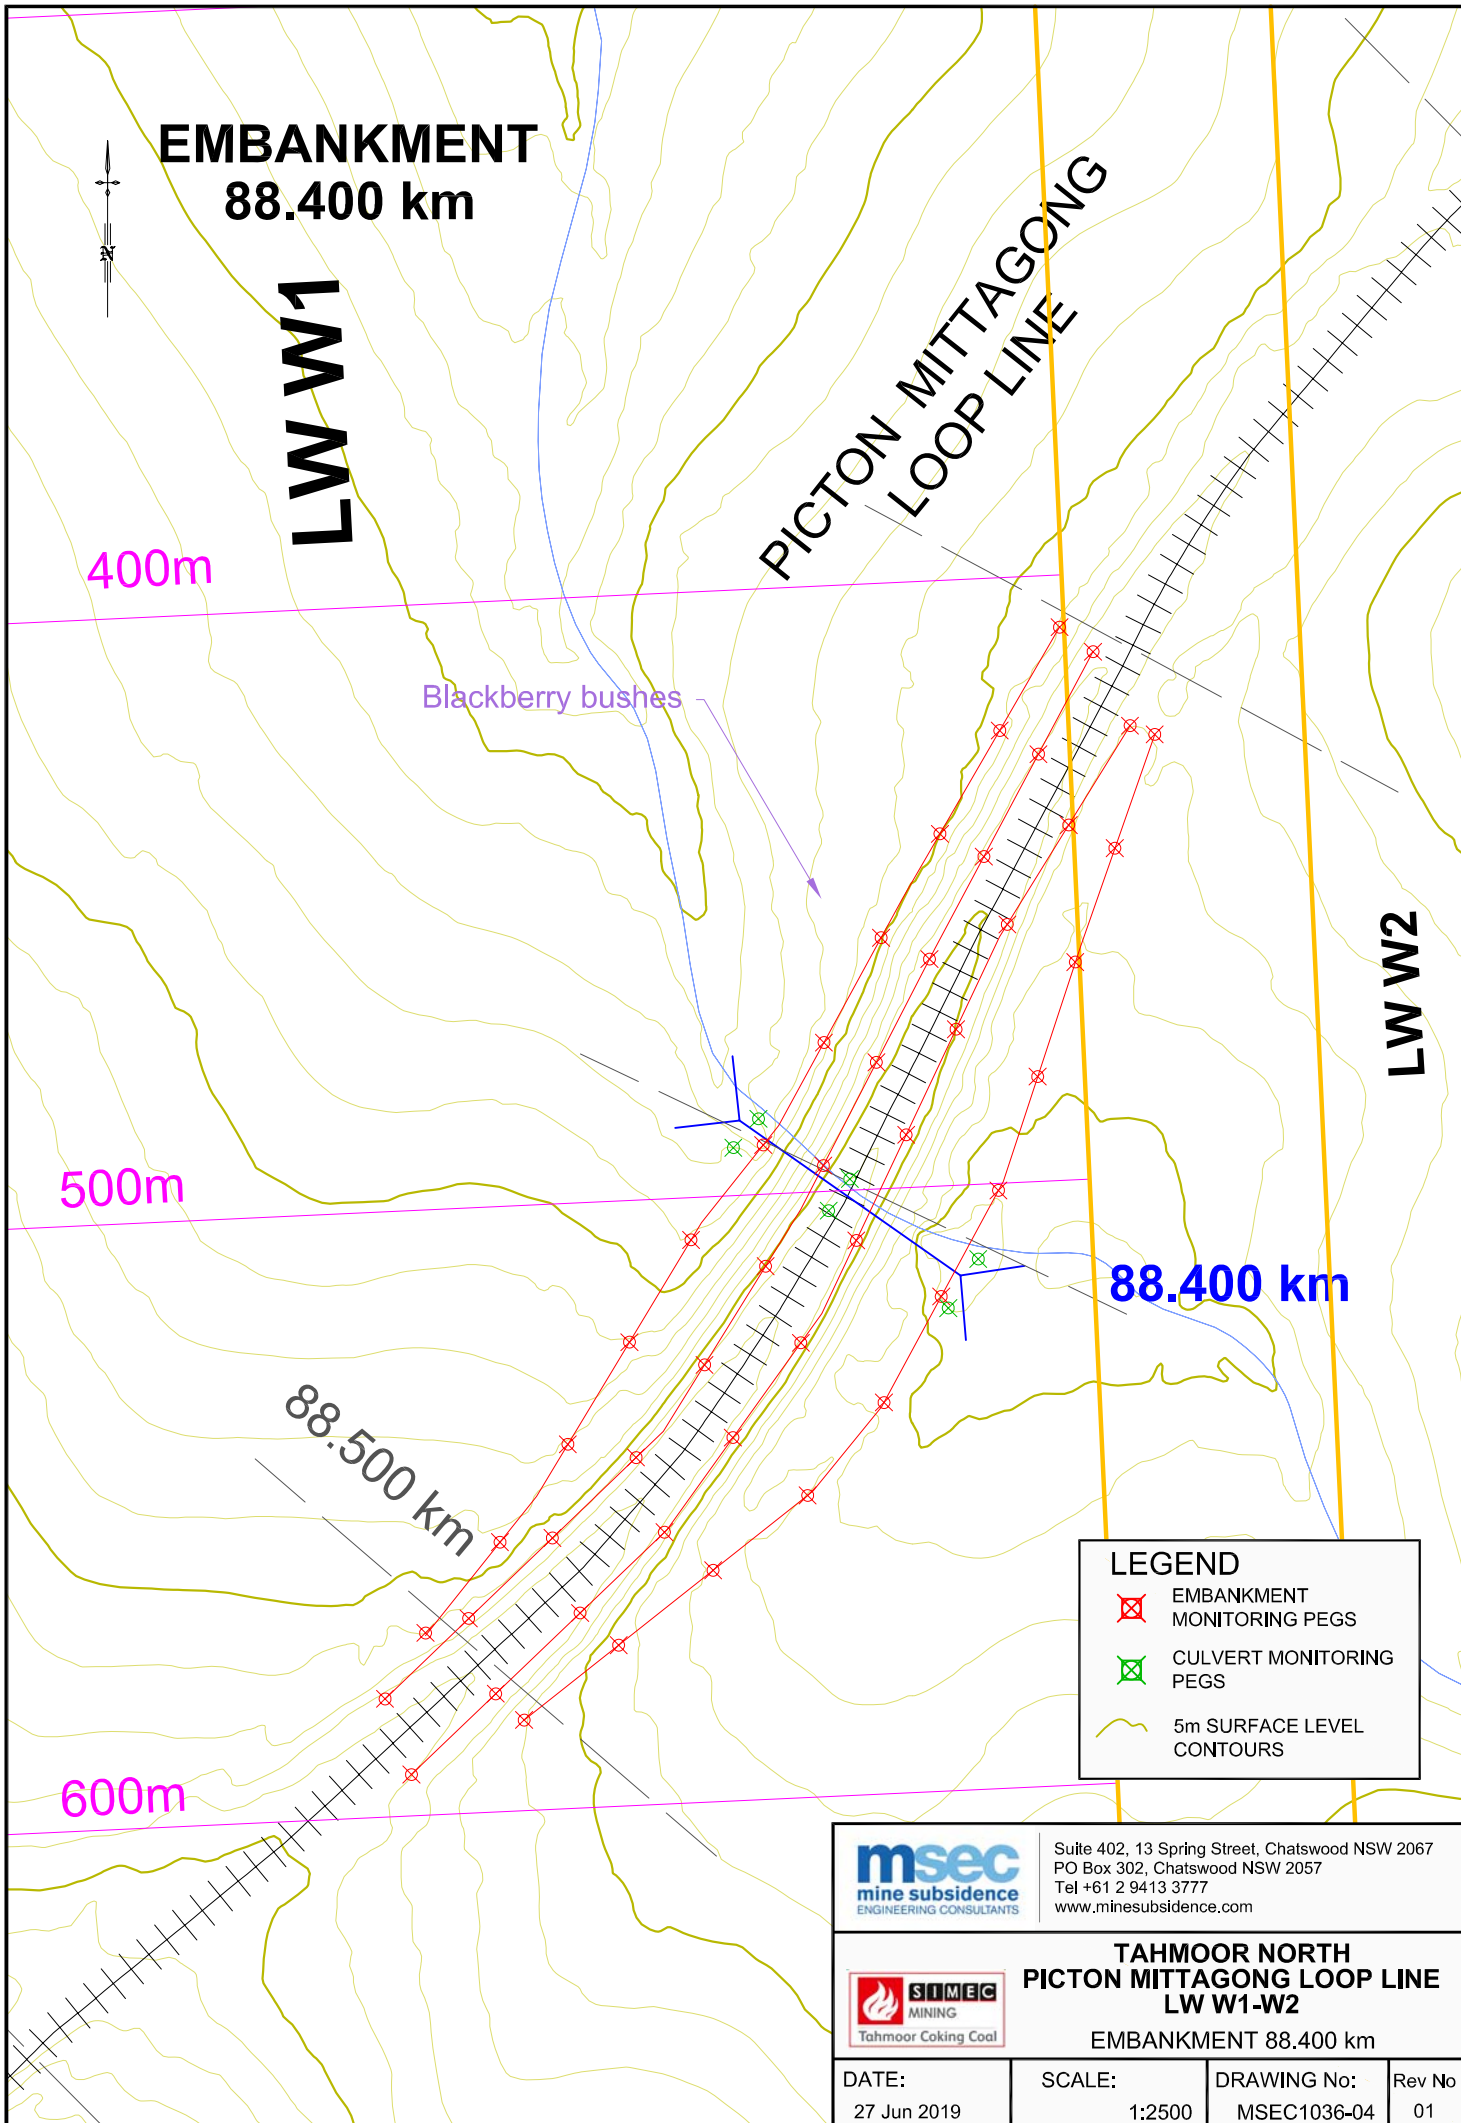 EMBANKMENT
88.400 km
N
LW W1
PICTON MITTAGONG
LOOP LINE
400m
Blackberry bushes
LW W2
500m
88.400 km
88.500 km
600m
LEGEND
EMBANKMENT
MONITORING PEGS
CULVERT MONITORING
PEGS
5m SURFACE LEVEL
CONTOURS
msec
mine subsidence
ENGINEERING CONSULTANTS
Suite 402, 13 Spring Street, Chatswood NSW 2067
PO Box 302, Chatswood NSW 2057
Tel +61 2 9413 3777
www.minesubsidence.com
SIMEC
MINING
Tahmoor Coking Coal
TAHMOOR NORTH
PICTON MITTAGONG LOOP LINE
LW W1-W2
EMBANKMENT 88.400 km
DATE:
27 Jun 2019
SCALE:
1:2500
DRAWING No:
MSEC1036-04
Rev No
01